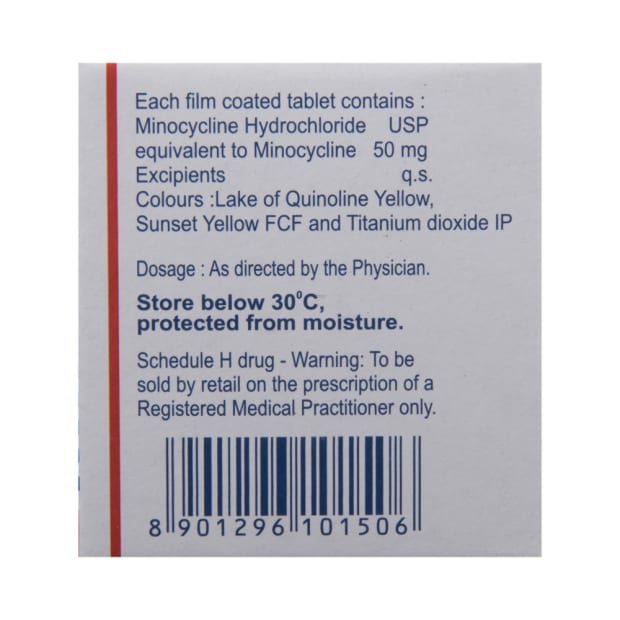 Each film coated tablet contains :
Minocycline Hydrochloride USP
equivalent to Minocycline 50 mg
Excipients q.s.
Colours :Lake of Quinoline Yellow,
Sunset Yellow FCF and Titanium dioxide IP
Dosage : As directed by the Physician.
Store below 30⁰C,
protected from moisture.
Schedule H drug - Warning: To be
sold by retail on the prescription of a
Registered Medical Practitioner only.
8 901296 101506